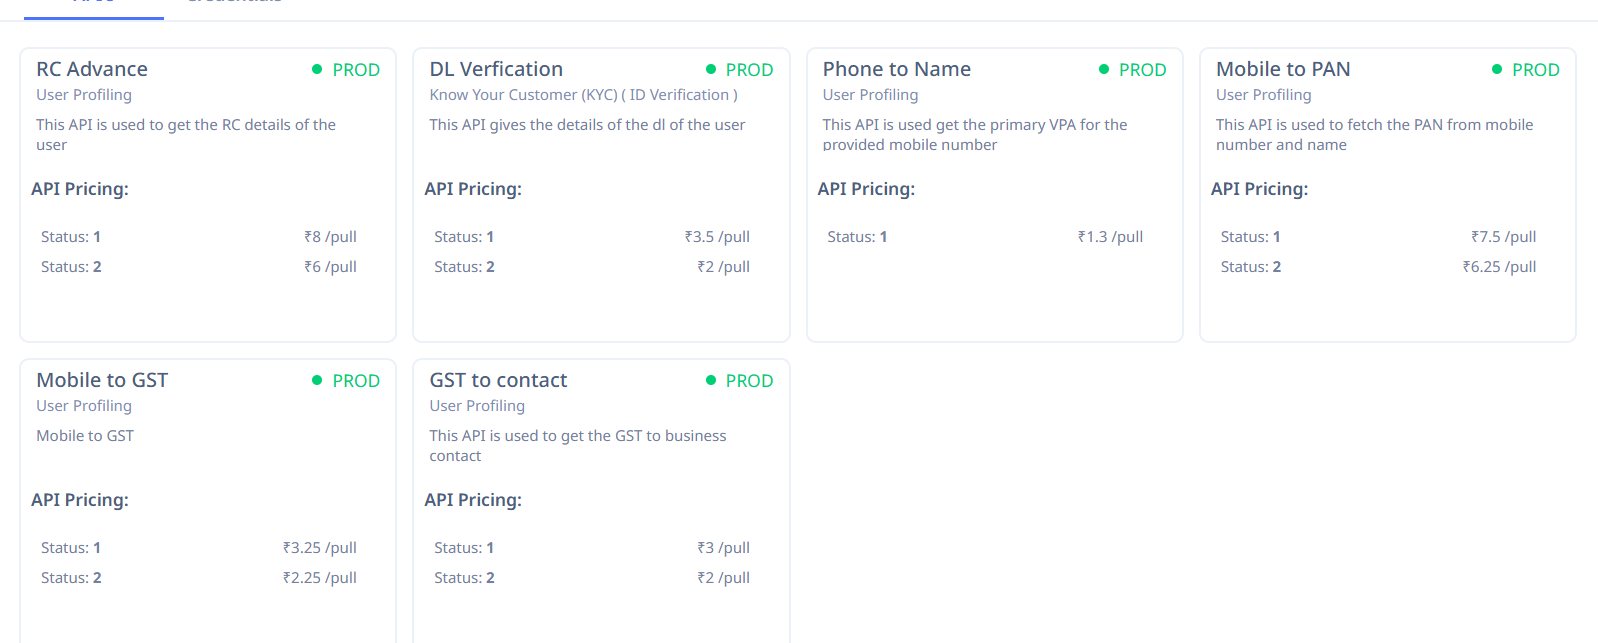 RC Advance
PROD
User Profiling
This API is used to get the RC details of the
user
API Pricing:
Status: 1 ₹8 /pull
Status: 2 ₹6 /pull
DL Verfication
PROD
Know Your Customer (KYC) ( ID Verification )
This API gives the details of the dl of the user
API Pricing:
Status: 1 ₹3.5 /pull
Status: 2 ₹2 /pull
Phone to Name
PROD
User Profiling
This API is used get the primary VPA for the
provided mobile number
API Pricing:
Status: 1 ₹1.3 /pull
Mobile to PAN
PROD
User Profiling
This API is used to fetch the PAN from mobile
number and name
API Pricing:
Status: 1 ₹7.5 /pull
Status: 2 ₹6.25 /pull
Mobile to GST
PROD
User Profiling
Mobile to GST
API Pricing:
Status: 1 ₹3.25 /pull
Status: 2 ₹2.25 /pull
GST to contact
PROD
User Profiling
This API is used to get the GST to business
contact
API Pricing:
Status: 1 ₹3 /pull
Status: 2 ₹2 /pull